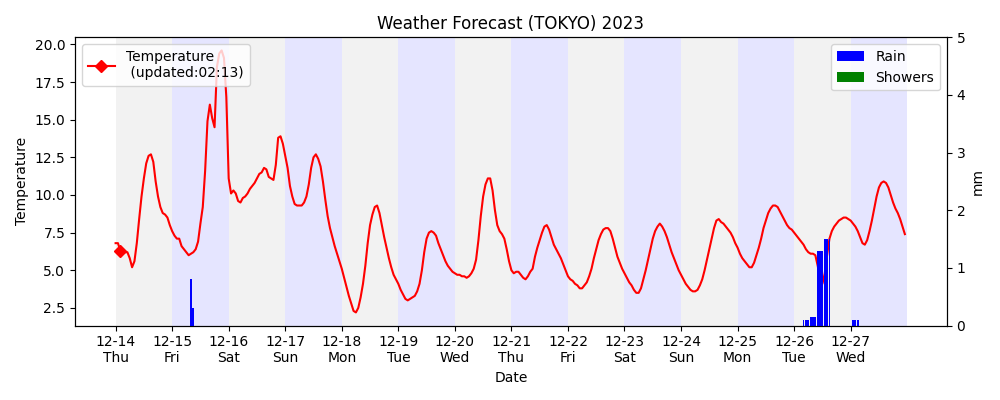 Weather Forecast (TOKYO) 2023
Temperature
(updated:02:13)
Rain
Showers
Temperature
20.0
17.5
15.0
12.5
10.0
7.5
5.0
2.5
5
4
3
2
1
0
mm
12-14 12-15 12-16 12-17 12-18 12-19 12-20 12-21 12-22 12-23 12-24 12-25 12-26 12-27
Thu Fri Sat Sun Mon Tue Wed Thu Fri Sat Sun Mon Tue Wed
Date